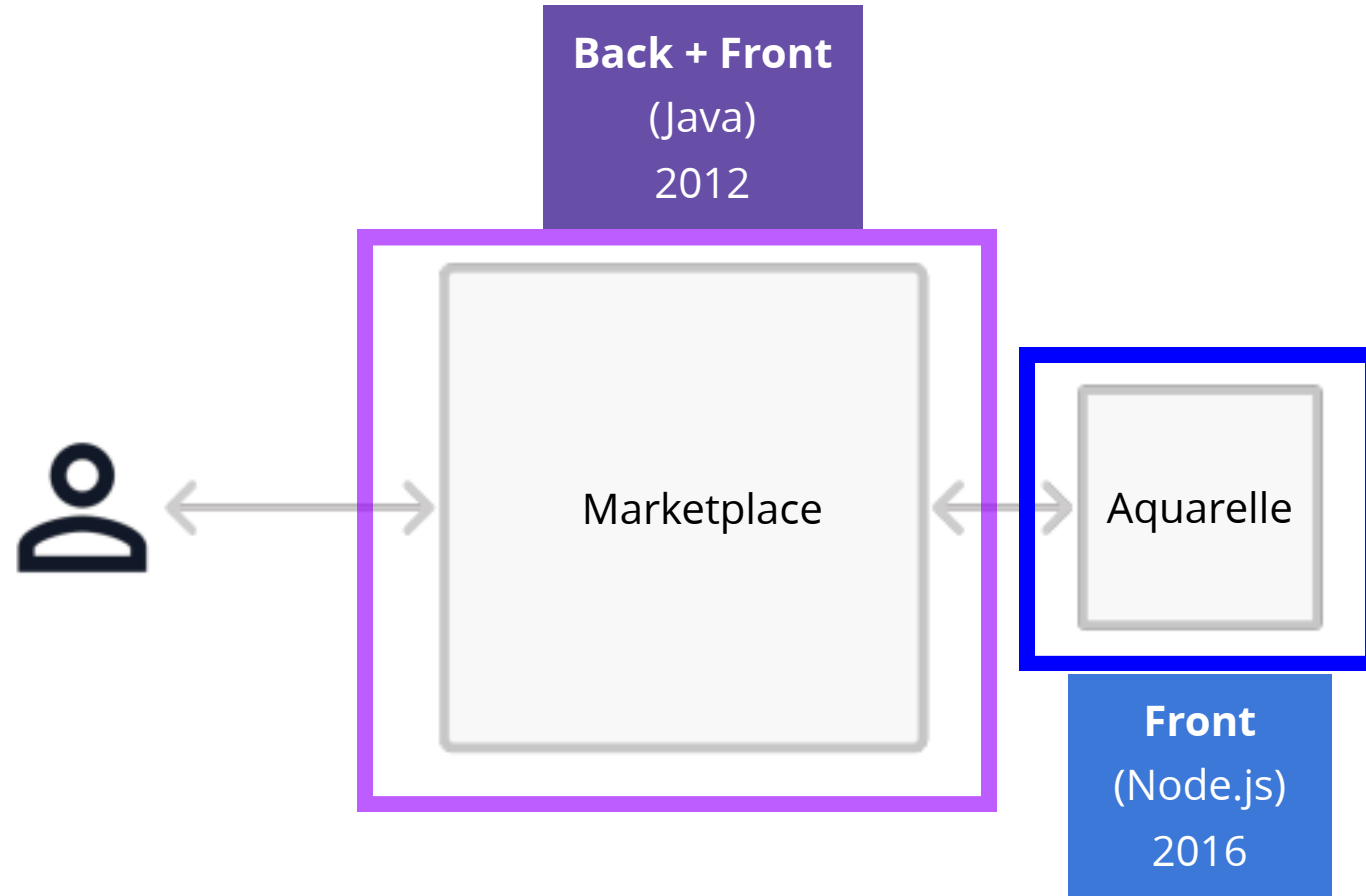 Back + Front
(Java)
2012
Marketplace
Aquarelle
Front
(Node.js)
2016